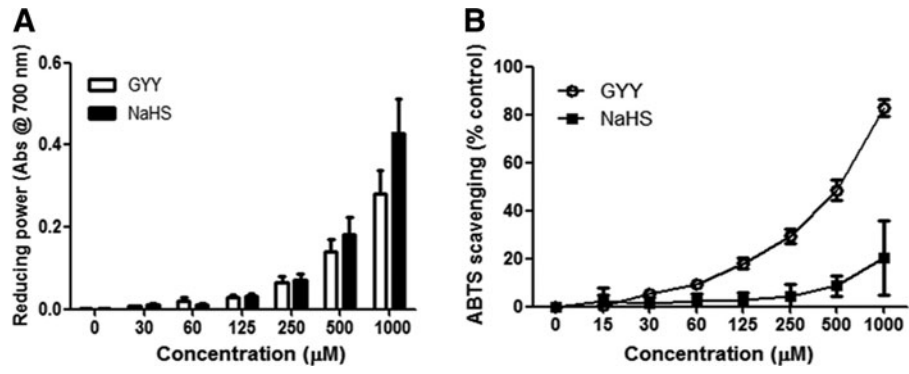 A
Reducing power (Abs @ 700 nm)
0.6
0.4
0.2
0.0
GYY
NaHS
0 30 60 125 250 500 1000
Concentration (μM)
B
ABTS scavenging (% control)
100
80
60
40
20
0
GYY
NaHS
0 15 30 60 125 250 500 1000
Concentration (μM)